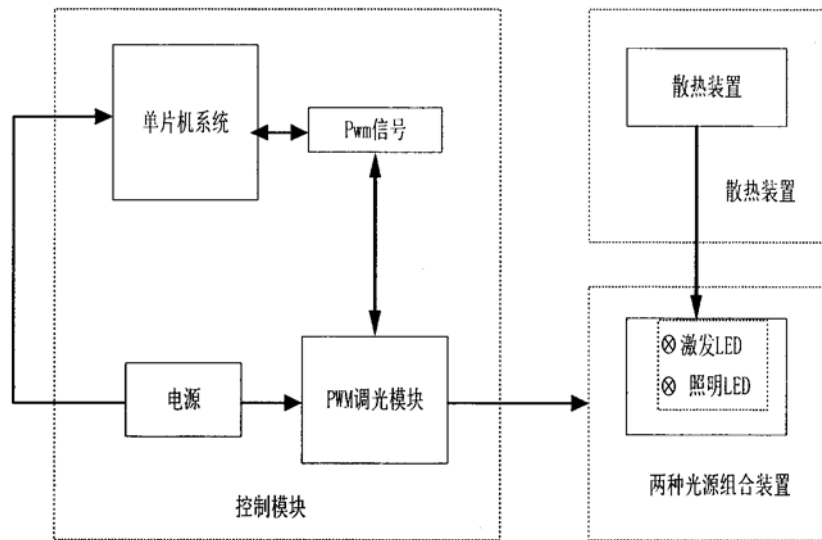 单片机系统
Pwm信号
电源
PWM调光模块
控制模块
散热装置
散热装置
激发LED
照明LED
两种光源组合装置